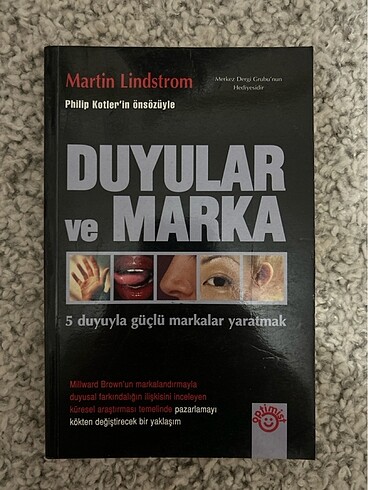 Martin Lindstrom
Merkez Dergi Grubu'nun
Hediyesidir
Philip Kotler'in önsözüyle
DUYULAR
ve MARKA
5 duyuyla güçlü markalar yaratmak
Millward Brown'un markalandırmayla
duyusal farkındalığın ilişkisini inceleyen
küresel araştırması temelinde pazarlamayı
kökten değiştirecek bir yaklaşım
optimist